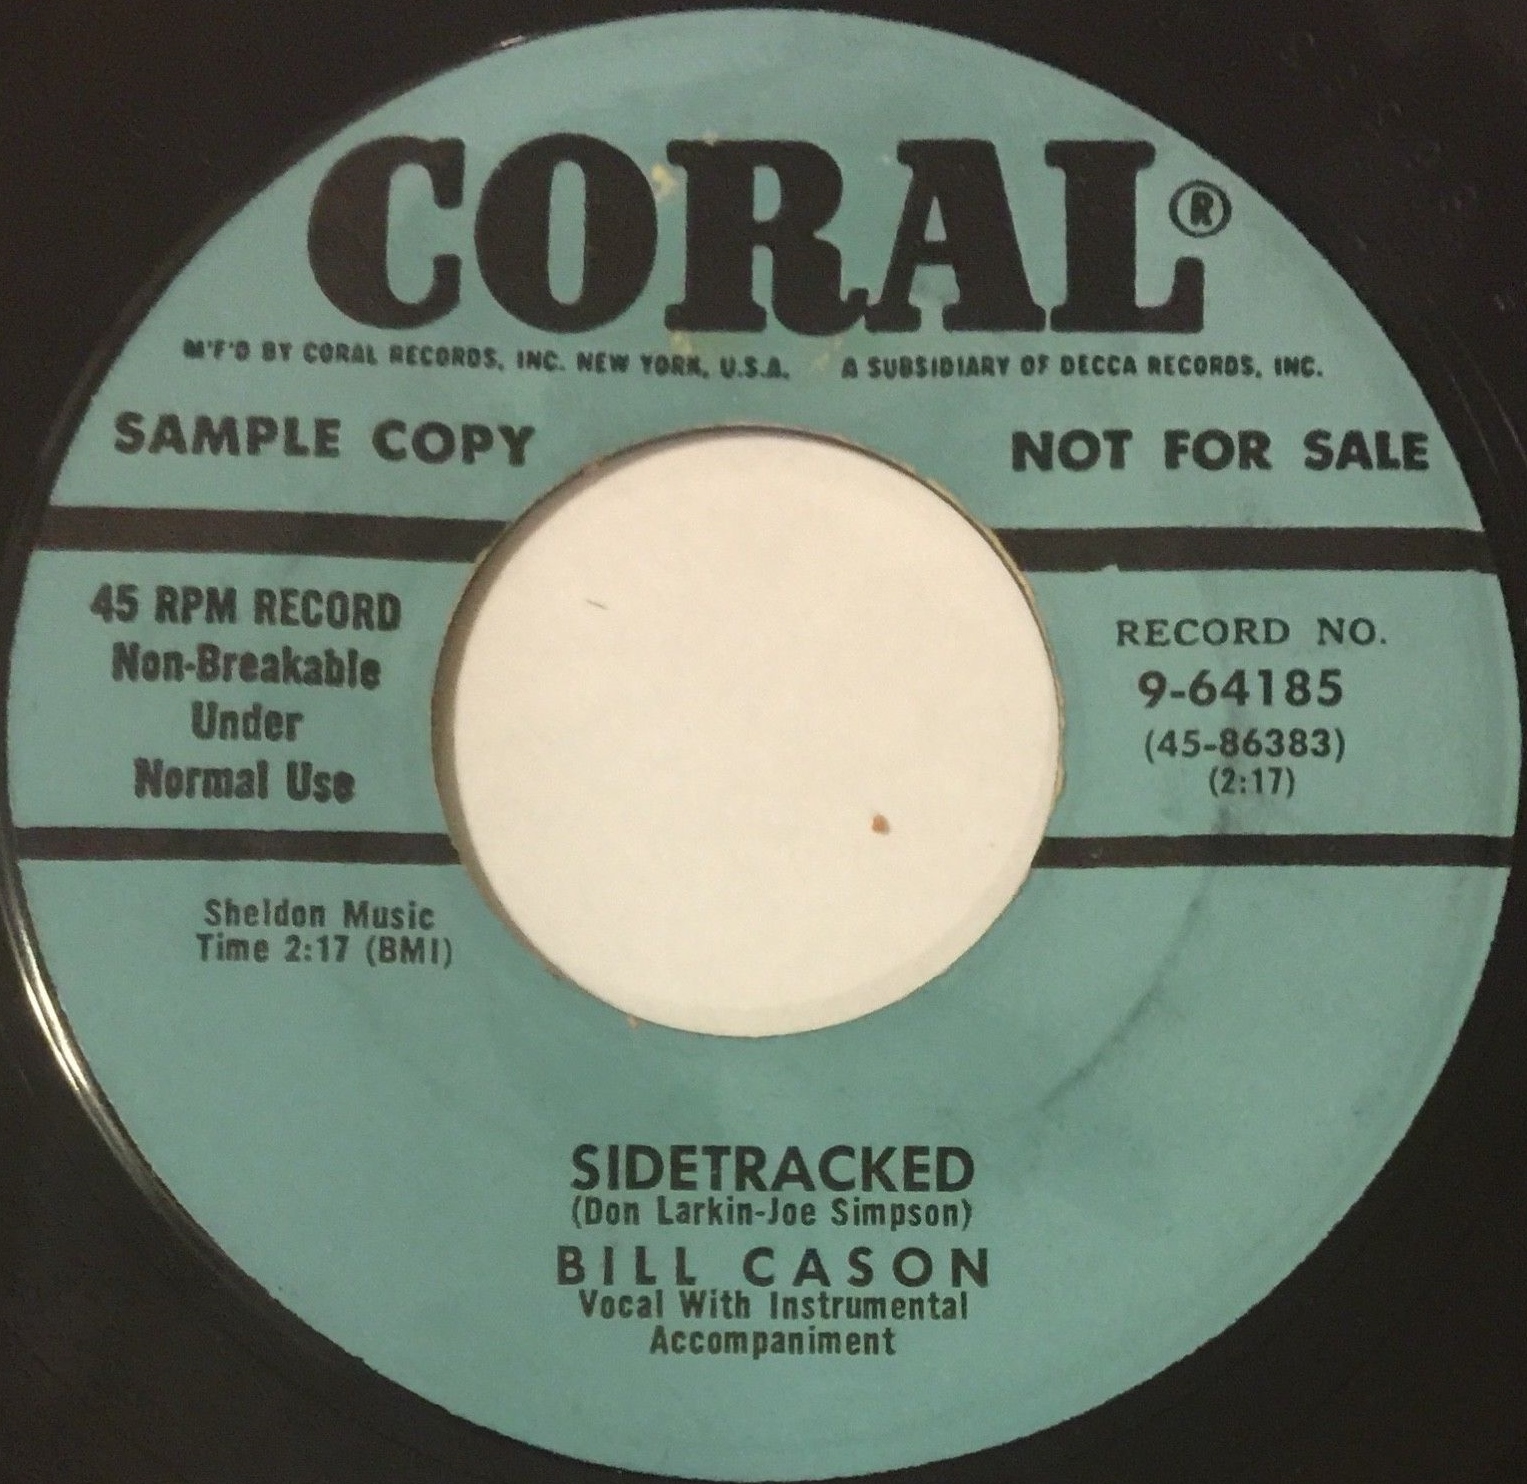 CORAL®
M'F'D BY CORAL RECORDS, INC. NEW YORK, U.S.A. A SUBSIDIARY OF DECCA RECORDS, INC.
SAMPLE COPY
NOT FOR SALE
45 RPM RECORD
Non-Breakable
Under
Normal Use
RECORD NO.
9-64185
(45-86383)
(2:17)
Sheldon Music
Time 2:17 (BMI)
SIDETRACKED
(Don Larkin-Joe Simpson)
BILL CASON
Vocal With Instrumental
Accompaniment